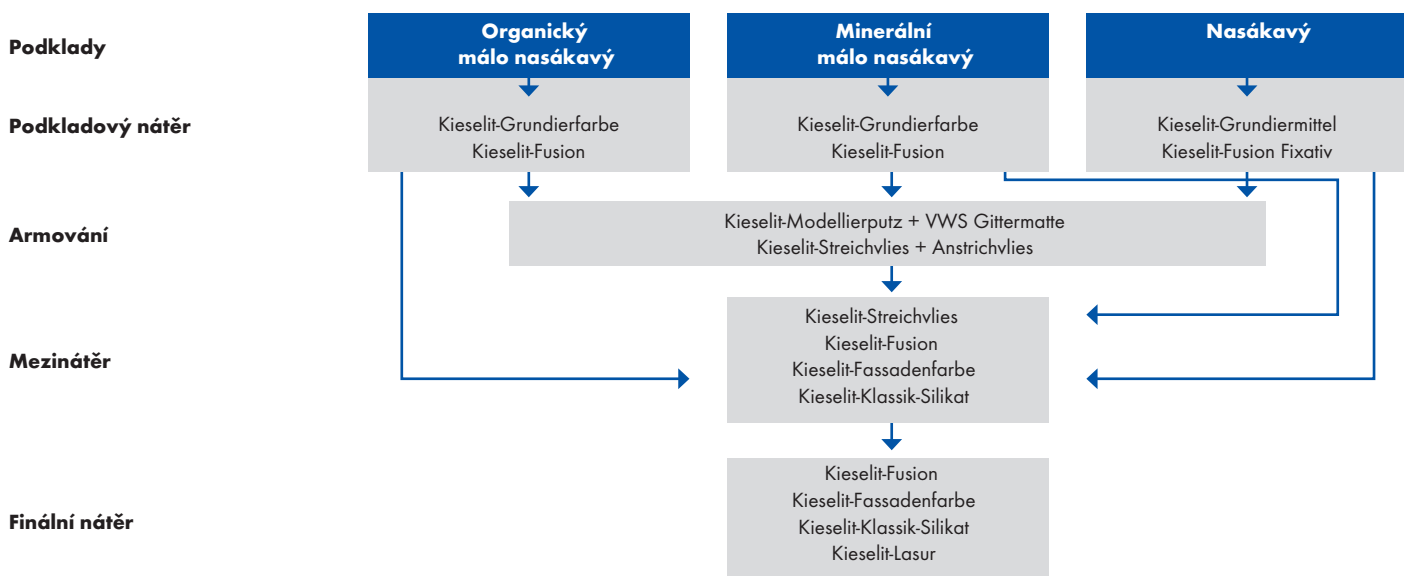 Podklady
Organický
málo nasákavý
Minerální
málo nasákavý
Nasákavý
Podkladový nátěr
Kieselit-Grundierfarbe
Kieselit-Fusion
Kieselit-Grundierfarbe
Kieselit-Fusion
Kieselit-Grundiermittel
Kieselit-Fusion Fixativ
Armování
Kieselit-Modellierputz + VWS Gittermatte
Kieselit-Streichvlies + Anstrichvlies
Mezinátěr
Kieselit-Streichvlies
Kieselit-Fusion
Kieselit-Fassadenfarbe
Kieselit-Klassik-Silikat
Finální nátěr
Kieselit-Fusion
Kieselit-Fassadenfarbe
Kieselit-Klassik-Silikat
Kieselit-Lasur